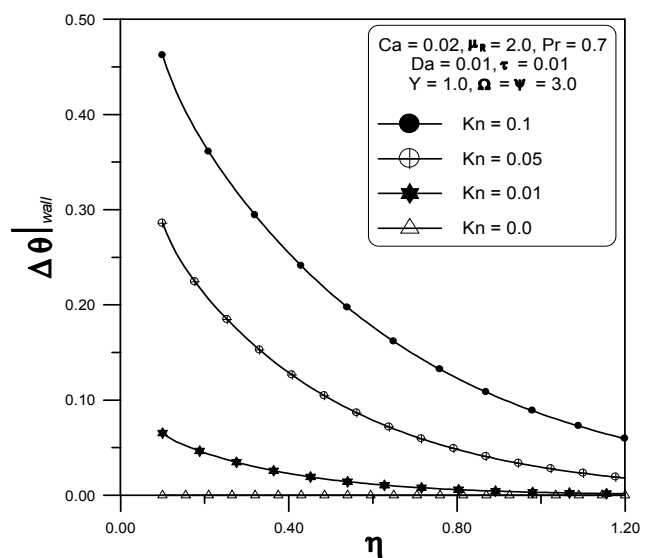 0.50
0.40
0.30
0.20
0.10
0.00
Δθ|wall
Ca = 0.02, μR = 2.0, Pr = 0.7
Da = 0.01, τ = 0.01
Y = 1.0, Ω = Ψ = 3.0
Kn = 0.1
Kn = 0.05
Kn = 0.01
Kn = 0.0
0.00 0.40 0.80 1.20
η